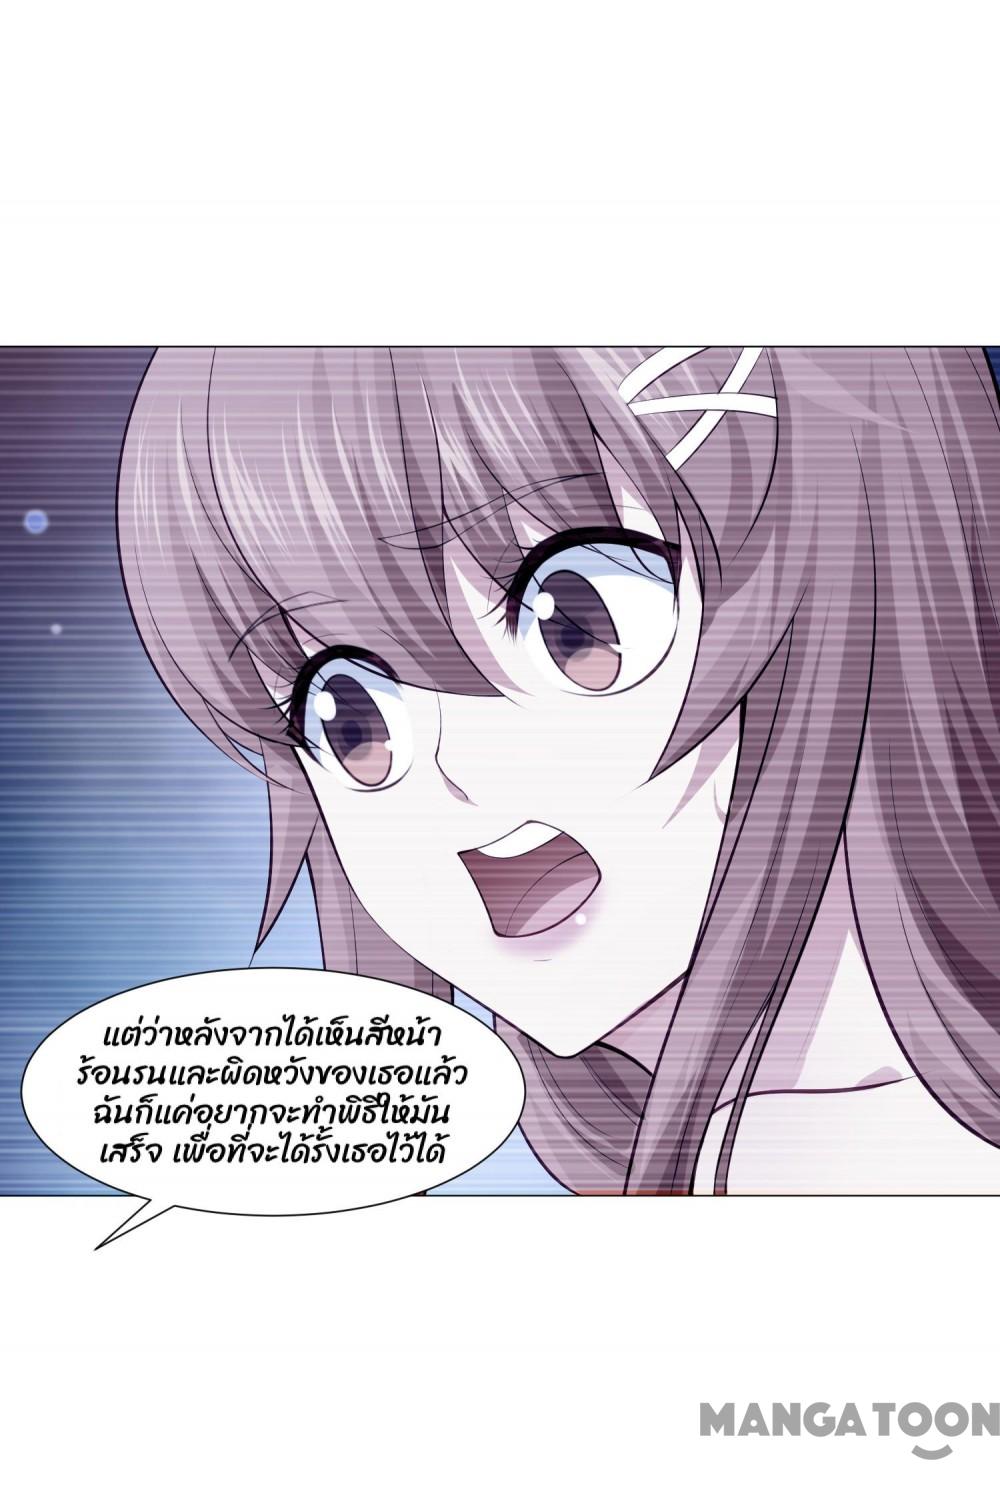 แต่ว่าหลังจากได้เห็นสีหน้า
ร้อนรนและผิดหวังของเธอแล้ว
ฉันก็แค่อยากจะทำพิธีให้มัน
เสร็จ เพื่อที่จะได้รั้งเธอไว้ได้
MANGA TOON